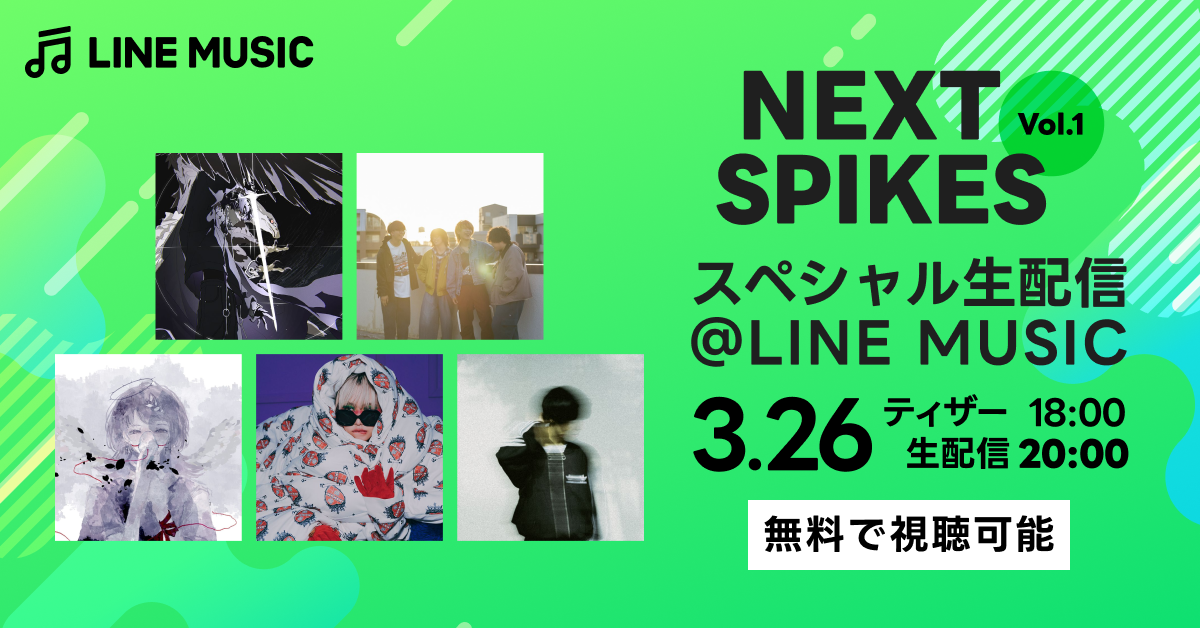 LINE MUSIC
NEXT
SPIKES
Vol.1
スペシャル生配信
@LINE MUSIC
3.26
ティザー 18:00
生配信 20:00
無料で視聴可能